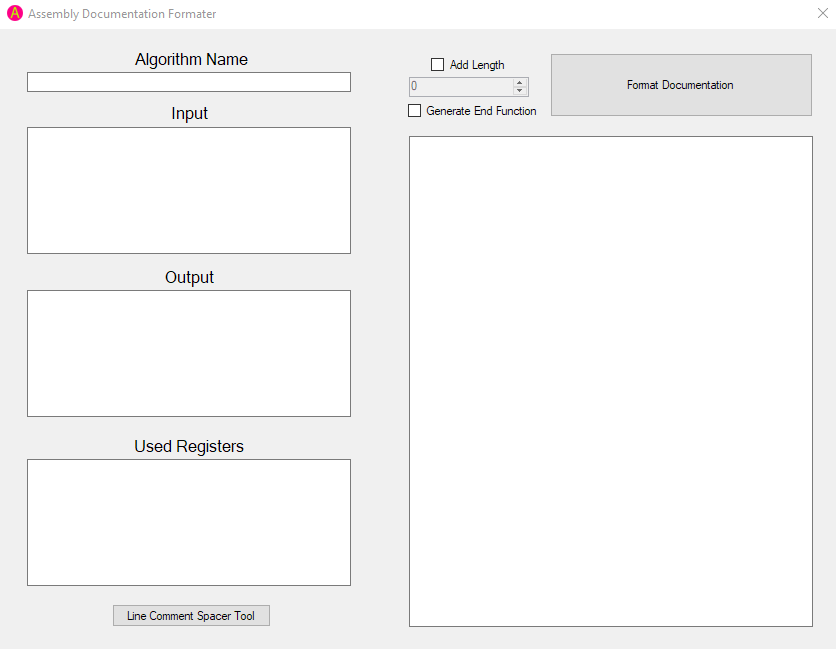 A Assembly Documentation Formater
Algorithm Name
Input
Output
Used Registers
Line Comment Spacer Tool
Add Length
0
Generate End Function
Format Documentation